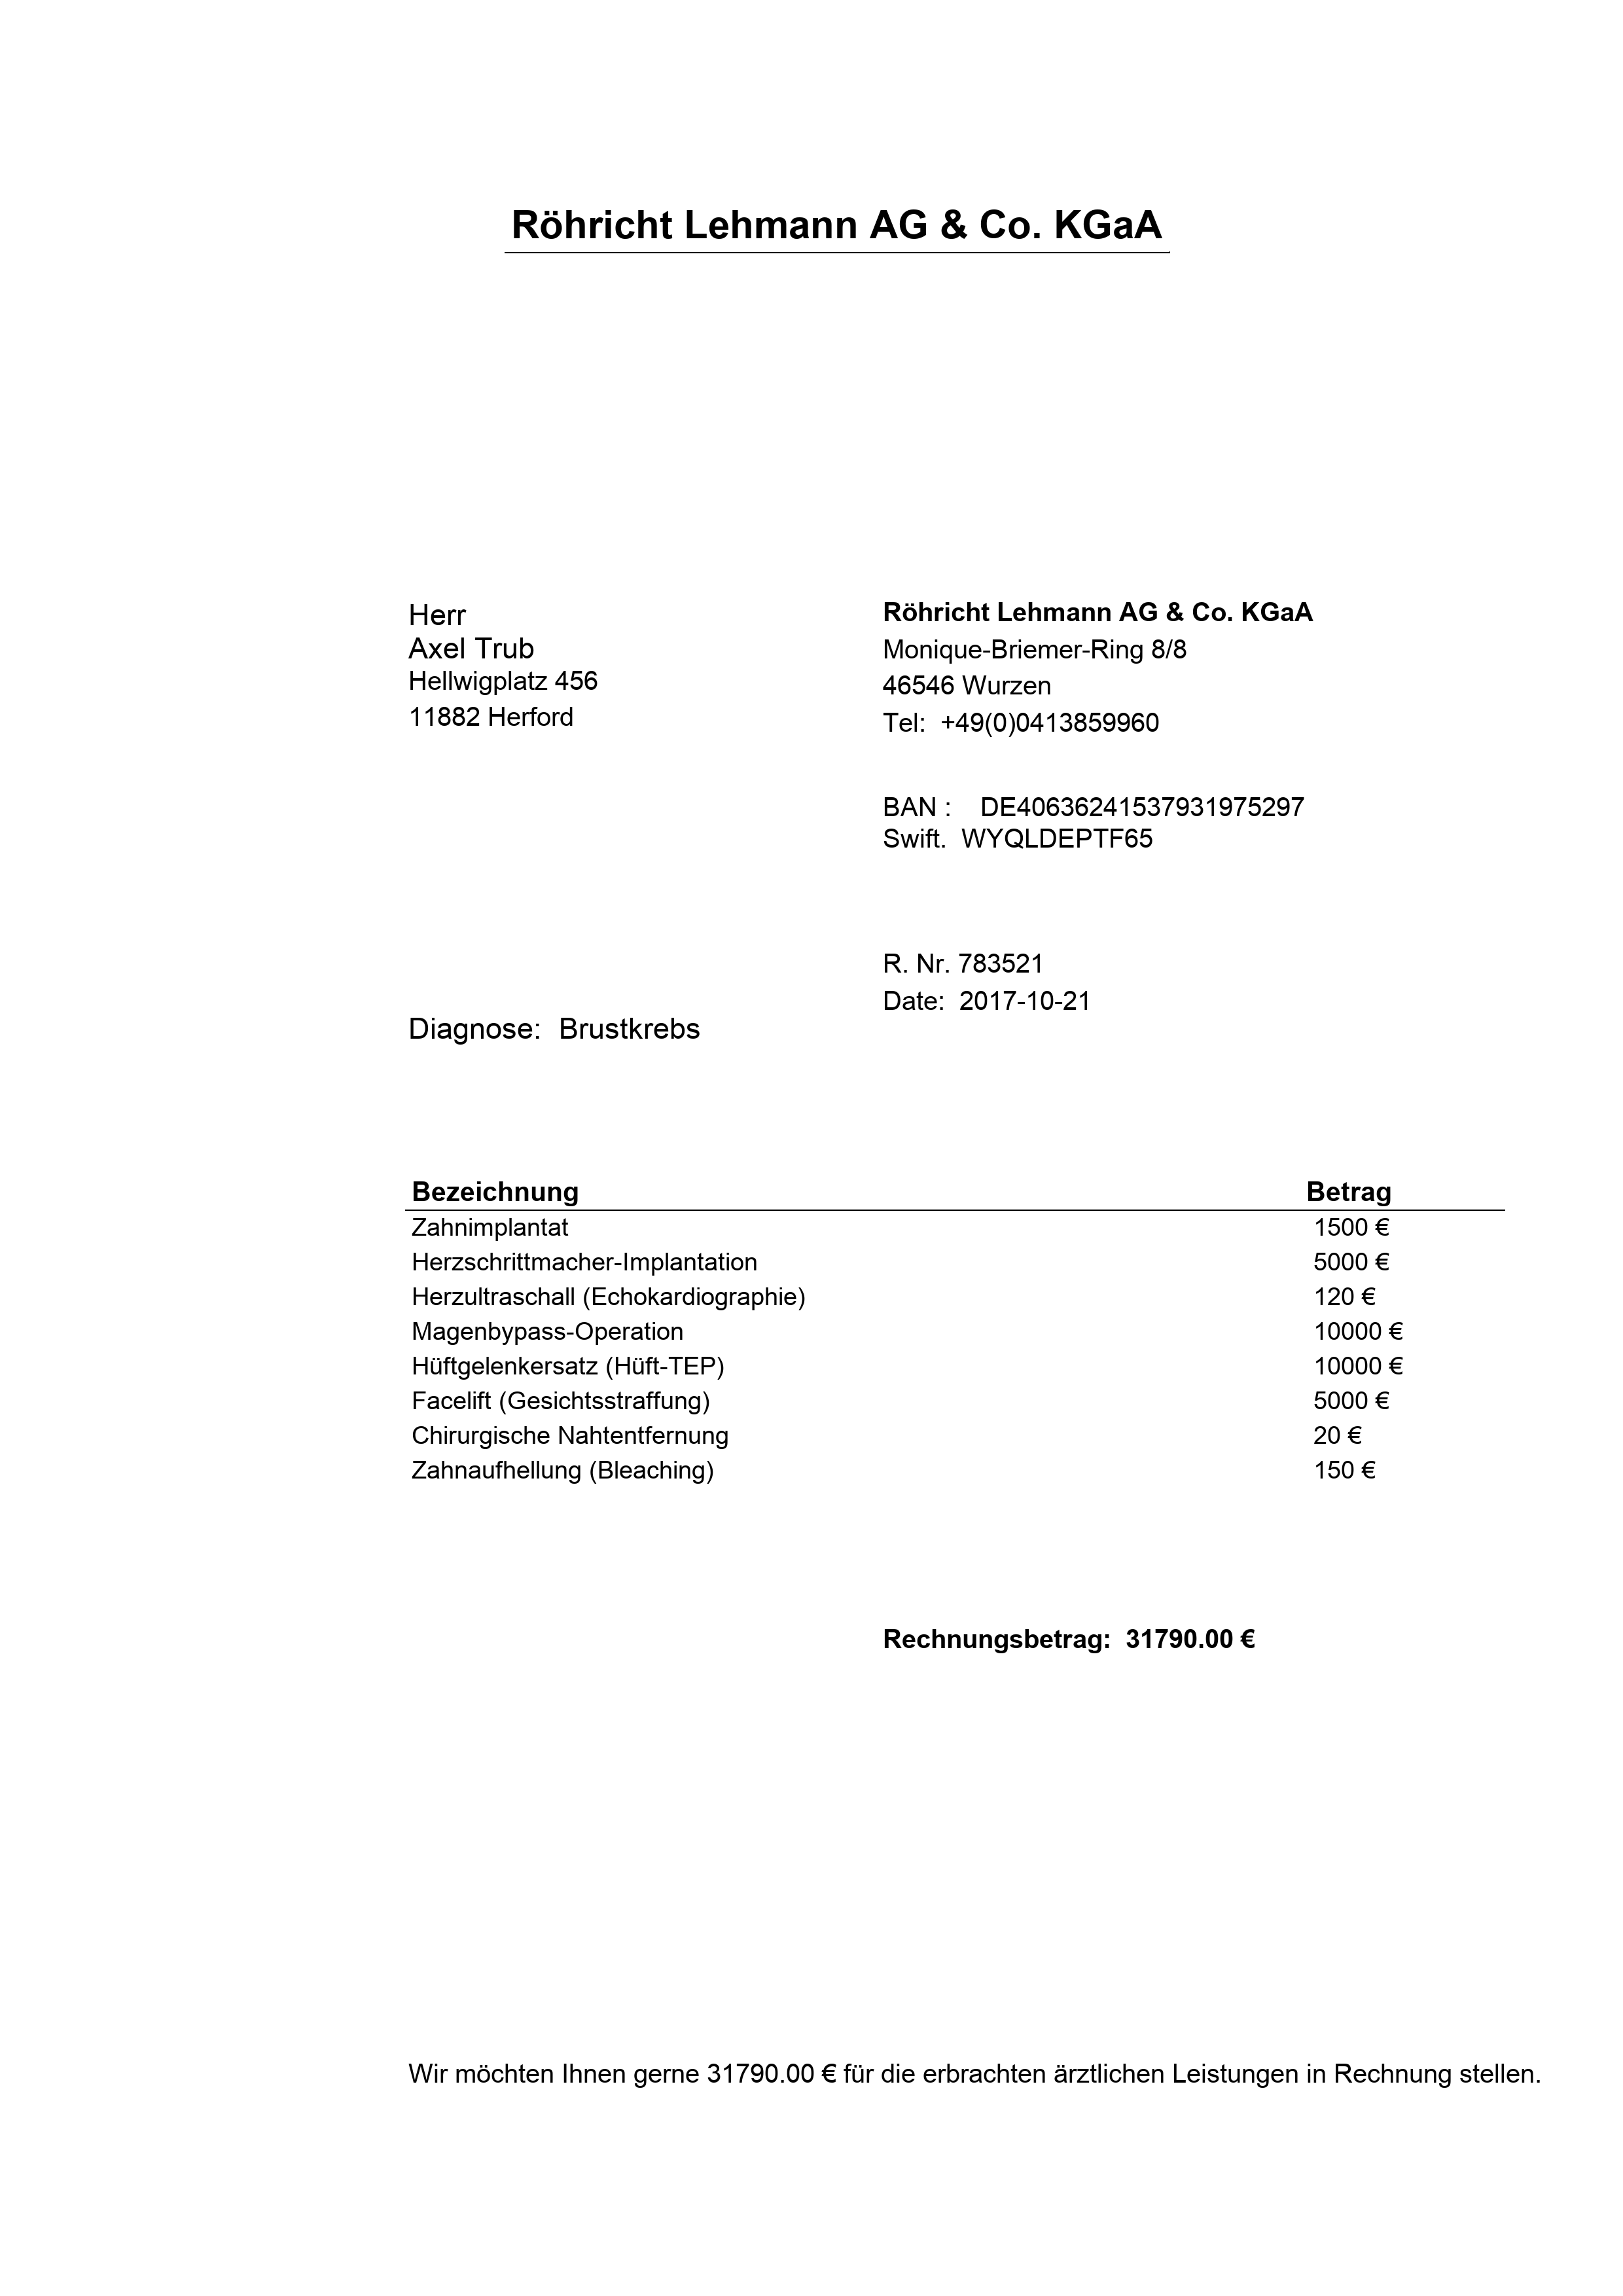 Röhricht Lehmann AG & Co. KGaA
Herr
Axel Trub
Hellwigplatz 456
11882 Herford
Röhricht Lehmann AG & Co. KGaA
Monique-Briemer-Ring 8/8
46546 Wurzen
Tel: +49(0)0413859960
BAN : DE40636241537931975297
Swift. WYQLDEPTF65
R. Nr. 783521
Date: 2017-10-21
Diagnose: Brustkrebs
Bezeichnung Betrag
Zahnimplantat 1500 €
Herzschrittmacher-Implantation 5000 €
Herzultraschall (Echokardiographie) 120 €
Magenbypass-Operation 10000 €
Hüftgelenkersatz (Hüft-TEP) 10000 €
Facelift (Gesichtsstraffung) 5000 €
Chirurgische Nahtentfernung 20 €
Zahnaufhellung (Bleaching) 150 €
Rechnungsbetrag: 31790.00 €
Wir möchten Ihnen gerne 31790.00 € für die erbrachten ärztlichen Leistungen in Rechnung stellen.